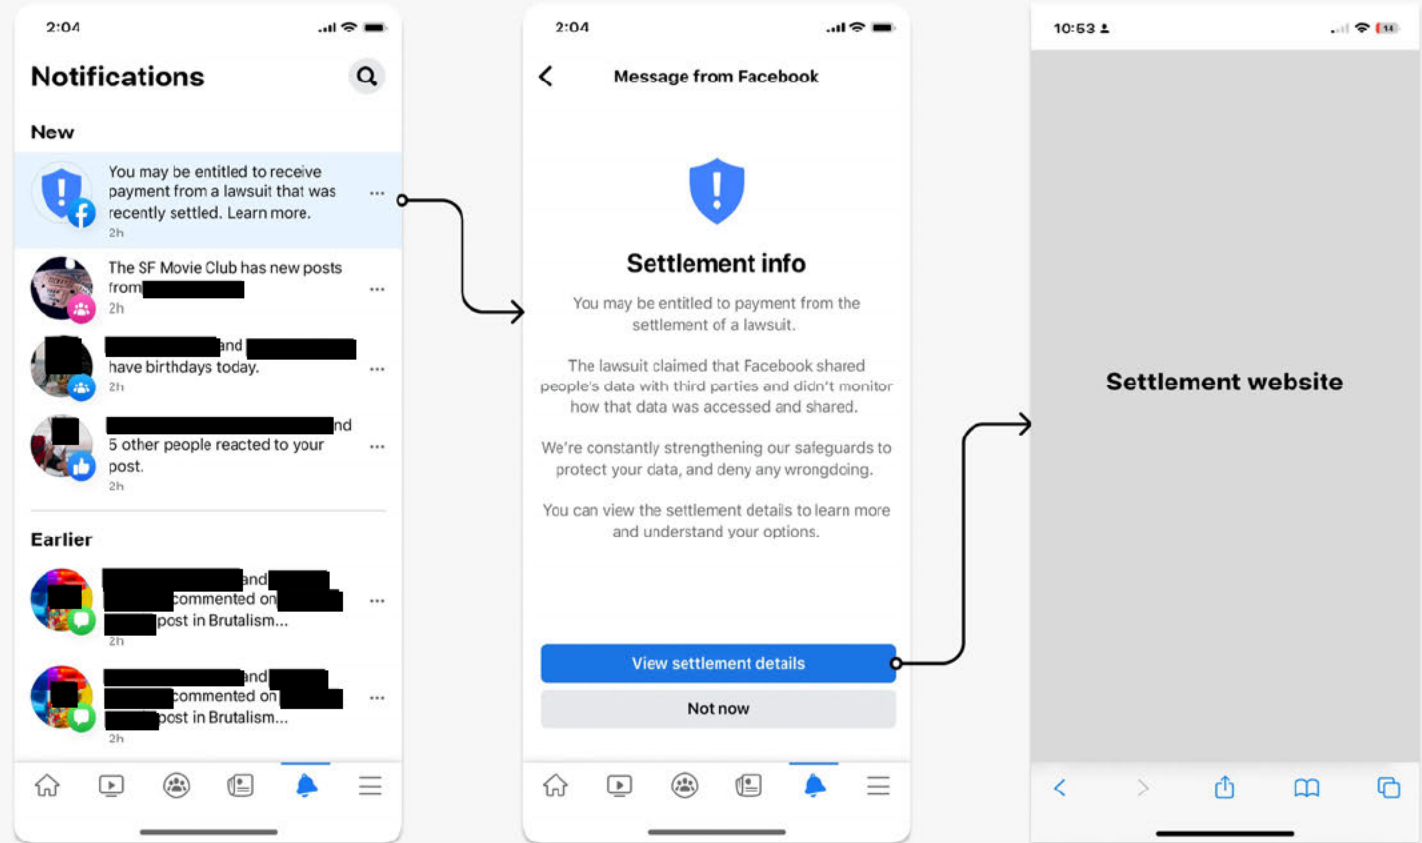 2:04
Notifications
New
You may be entitled to receive
payment from a lawsuit that was
recently settled. Learn more.
2h
The SF Movie Club has new posts
from
2h
and
have birthdays today.
2h
nd
5 other people reacted to your
post.
2h
Earlier
and
commented on
post in Brutalism...
2h
and
commented on
post in Brutalism...
2h
2:04
Message from Facebook
Settlement info
You may be entitled to payment from the
settlement of a lawsuit.
The lawsuit claimed that Facebook shared
people's data with third parties and didn't monitor
how that data was accessed and shared.
We're constantly strengthening our safeguards to
protect your data, and deny any wrongdoing.
You can view the settlement details to learn more
and understand your options.
View settlement details
Not now
10:53
14
Settlement website